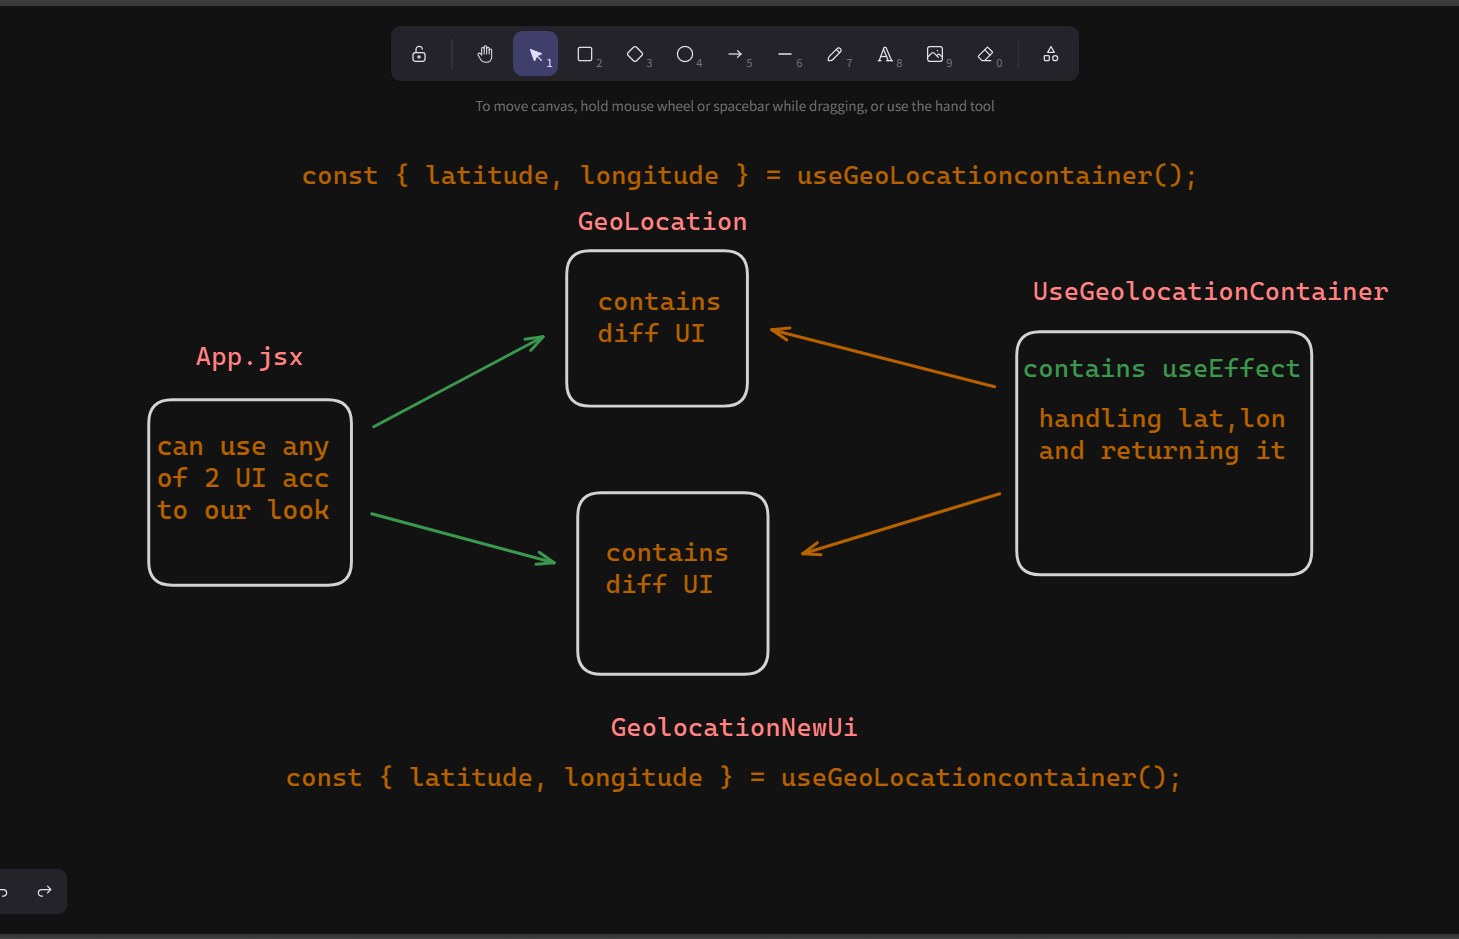 1
2
3
4
5
6
7
8
9
0
To move canvas, hold mouse wheel or spacebar while dragging, or use the hand tool
const { latitude, longitude } = useGeoLocationcontainer();
GeoLocation
contains
diff UI
UseGeolocationContainer
contains useEffect
handling lat,lon
and returning it
App.jsx
can use any
of 2 UI acc
to our look
contains
diff UI
GeolocationNewUi
const { latitude, longitude } = useGeoLocationcontainer();